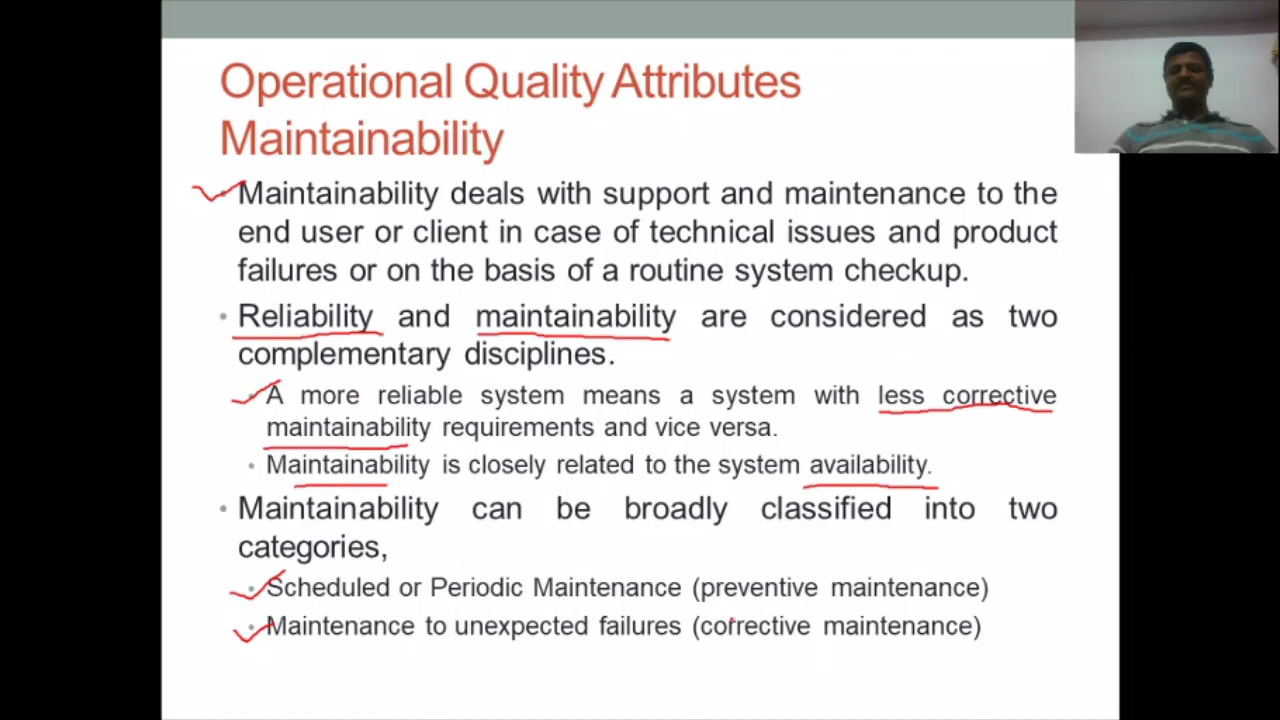 Operational Quality Attributes
Maintainability
• Maintainability deals with support and maintenance to the
end user or client in case of technical issues and product
failures or on the basis of a routine system checkup.
• Reliability and maintainability are considered as two
complementary disciplines.
• A more reliable system means a system with less corrective
maintainability requirements and vice versa.
• Maintainability is closely related to the system availability.
• Maintainability can be broadly classified into two
categories,
• Scheduled or Periodic Maintenance (preventive maintenance)
• Maintenance to unexpected failures (corrective maintenance)